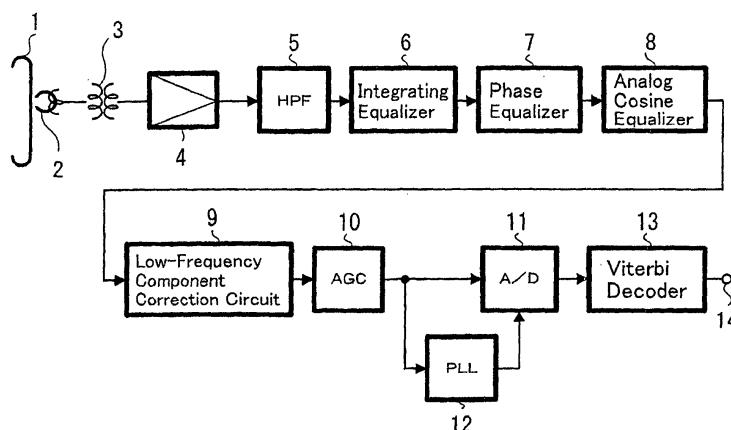 1
3
5
6
7
8
HPF
Integrating
Equalizer
Phase
Equalizer
Analog
Cosine
Equalizer
2
4
9
10
11
13
Low-Frequency
Component
Correction Circuit
AGC
A/D
Viterbi
Decoder
14
PLL
12